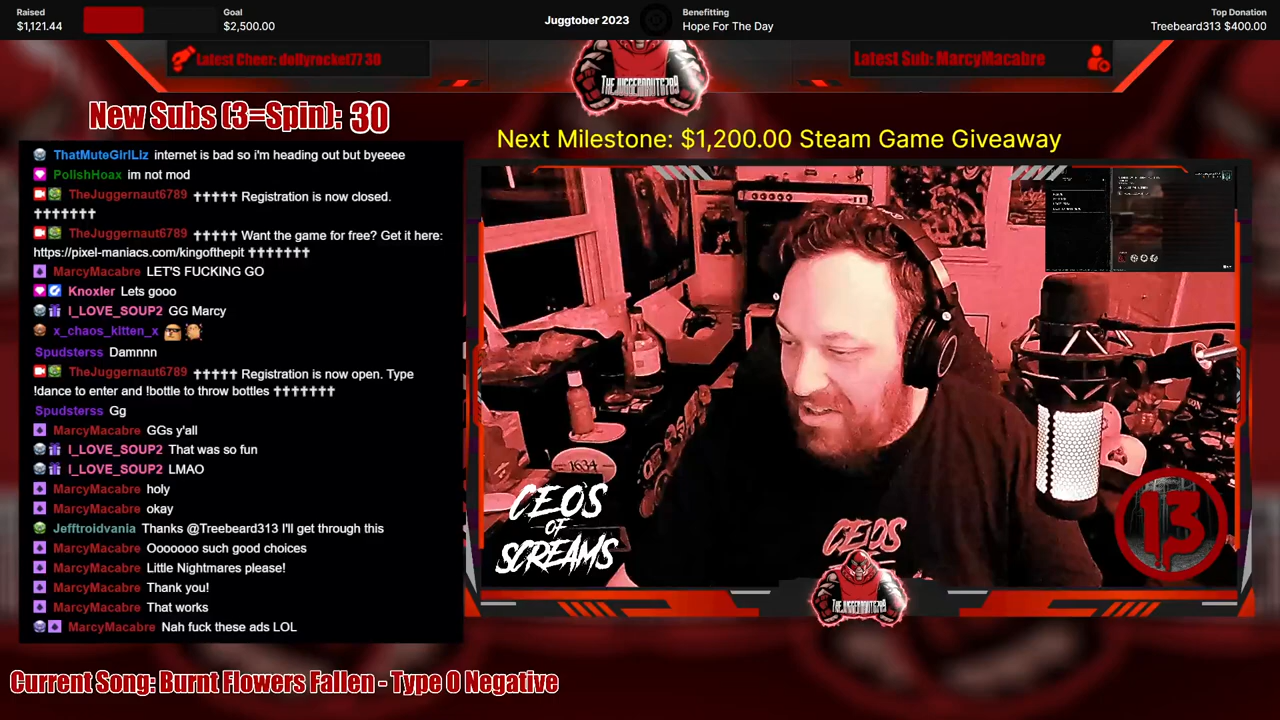 Raised
$1,121.44
Goal
$2,500.00
Juggtober 2023
Benefitting
Hope For The Day
Top Donation
Treebeard313 $400.00
Latest Cheer: dollyrocket77 30
THEJUGGERNAUT6789
Latest Sub: MarcyMacabre
New Subs (3=Spin): 30
Next Milestone: $1,200.00 Steam Game Giveaway
ThatMuteGirlLiz internet is bad so i'm heading out but byeeee
PolishHoax im not mod
TheJuggernaut6789 ✝✝✝✝✝ Registration is now closed.
✝✝✝✝✝✝✝
TheJuggernaut6789 ✝✝✝✝✝ Want the game for free? Get it here:
https://pixel-maniacs.com/kingofthepit ✝✝✝✝✝✝✝
MarcyMacabre LET'S FUCKING GO
Knoxler Lets gooo
I_LOVE_SOUP2 GG Marcy
x_chaos_kitten_x
Spudsterss Damnnn
TheJuggernaut6789 ✝✝✝✝✝ Registration is now open. Type
!dance to enter and !bottle to throw bottles ✝✝✝✝✝✝✝
Spudsterss Gg
MarcyMacabre GGs y'all
I_LOVE_SOUP2 That was so fun
I_LOVE_SOUP2 LMAO
MarcyMacabre holy
MarcyMacabre okay
Jefftroidvania Thanks @Treebeard313 I'll get through this
MarcyMacabre Ooooooo such good choices
MarcyMacabre Little Nightmares please!
MarcyMacabre Thank you!
MarcyMacabre That works
MarcyMacabre Nah fuck these ads LOL
1634
CEOS
OF
SCREAMS
CEOS
13
THEJUGGERNAUT6789
Current Song: Burnt Flowers Fallen - Type O Negative